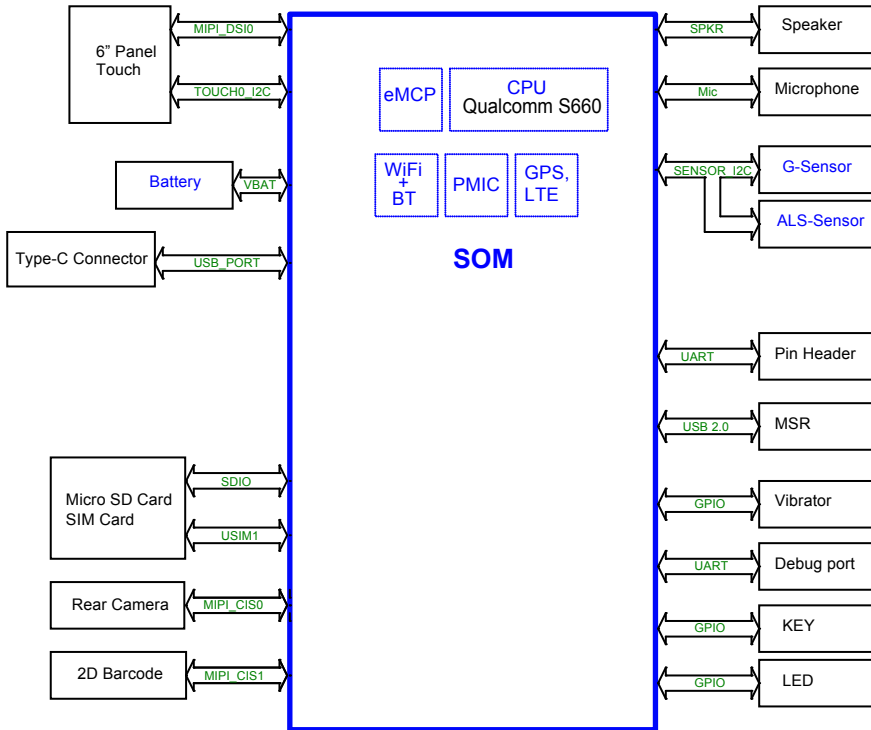 6” Panel
Touch
MIPI_DSI0
TOUCH0_I2C
Battery
VBAT
Type-C Connector
USB_PORT
Micro SD Card
SIM Card
SDIO
USIM1
Rear Camera
MIPI_CIS0
2D Barcode
MIPI_CIS1
eMCP
CPU
Qualcomm S660
WiFi
+
BT
PMIC
GPS,
LTE
SOM
SPKR
Speaker
Mic
Microphone
SENSOR_I2C
G-Sensor
ALS-Sensor
UART
Pin Header
USB 2.0
MSR
GPIO
Vibrator
UART
Debug port
GPIO
KEY
GPIO
LED